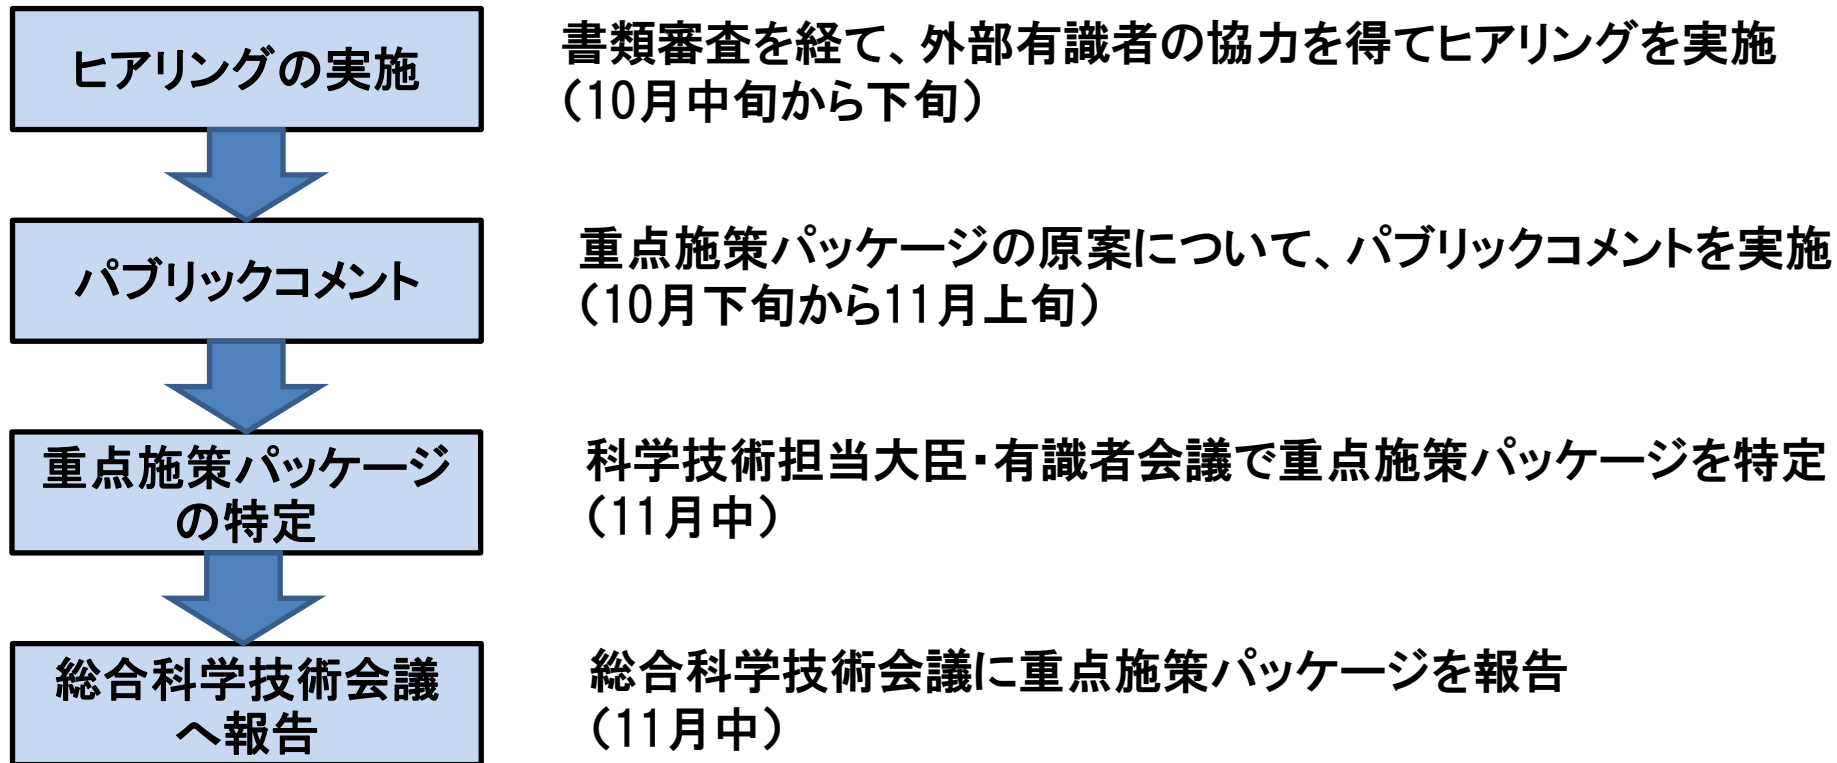 ヒアリングの実施
書類審査を経て、外部有識者の協力を得てヒアリングを実施
（10月中旬から下旬）
パブリックコメント
重点施策パッケージの原案について、パブリックコメントを実施
（10月下旬から11月上旬）
重点施策パッケージ
の特定
科学技術担当大臣・有識者会議で重点施策パッケージを特定
（11月中）
総合科学技術会議
へ報告
総合科学技術会議に重点施策パッケージを報告
（11月中）